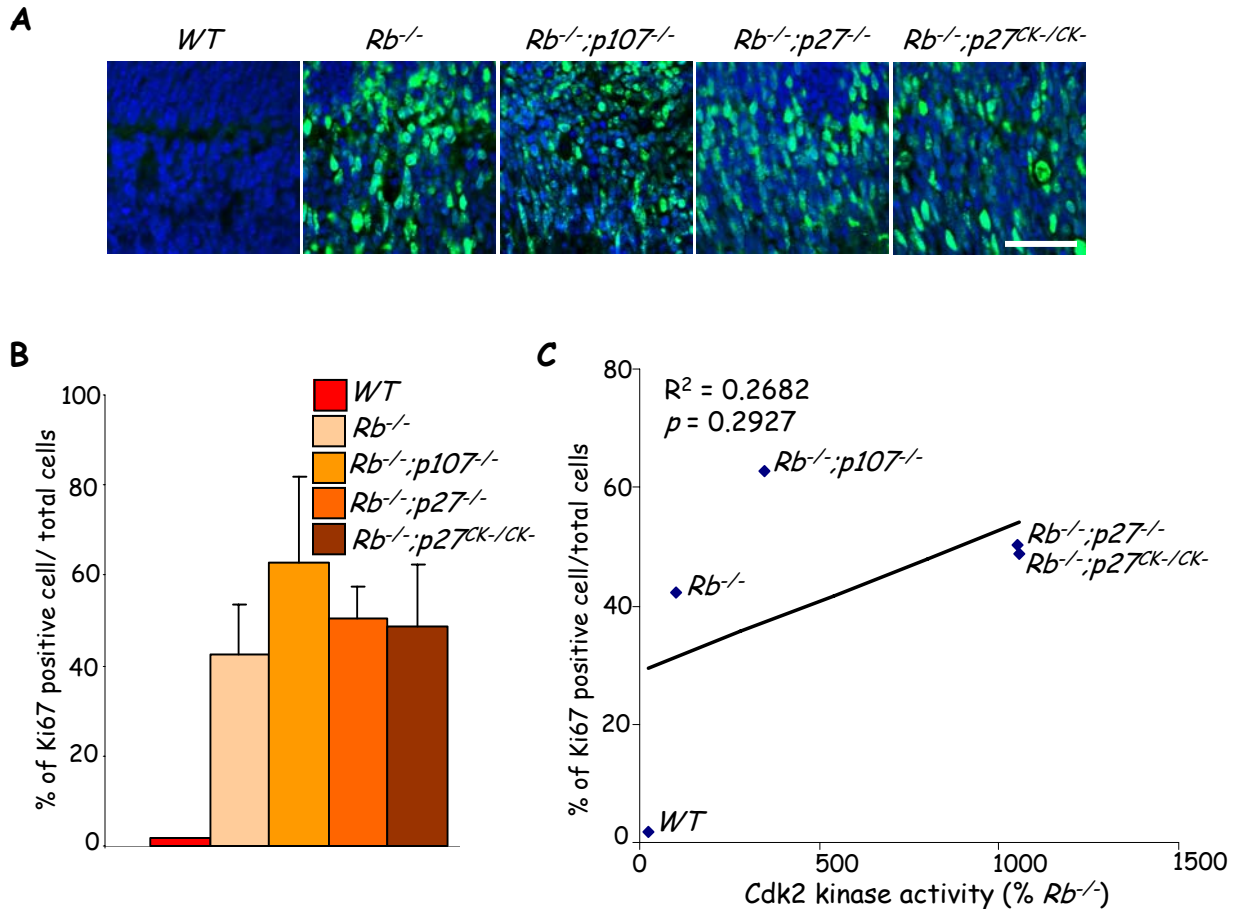 A
WT Rb-/- Rb-/-;p107-/- Rb-/-;p27-/- Rb-/-;p27CK-/CK-
B
% of Ki67 positive cell/ total cells
100
80
60
40
20
0
WT
Rb-/-
Rb-/-;p107-/-
Rb-/-;p27-/-
Rb-/-;p27CK-/CK-
C
% of Ki67 positive cell/total cells
80
60
40
20
0
R2 = 0.2682
p = 0.2927
Rb-/-;p107-/-
Rb-/-;p27-/-
Rb-/-;p27CK-/CK-
Rb-/-
WT
0 500 1000 1500
Cdk2 kinase activity (% Rb-/-)